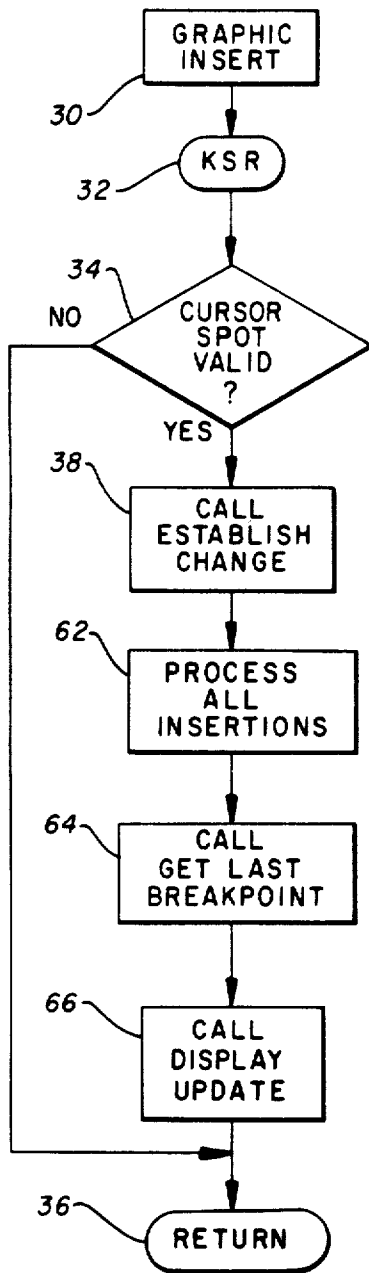 GRAPHIC
INSERT
30
KSR
32
34
NO
CURSOR
SPOT
VALID
?
YES
38
CALL
ESTABLISH
CHANGE
62
PROCESS
ALL
INSERTIONS
64
CALL
GET LAST
BREAKPOINT
66
CALL
DISPLAY
UPDATE
36
RETURN